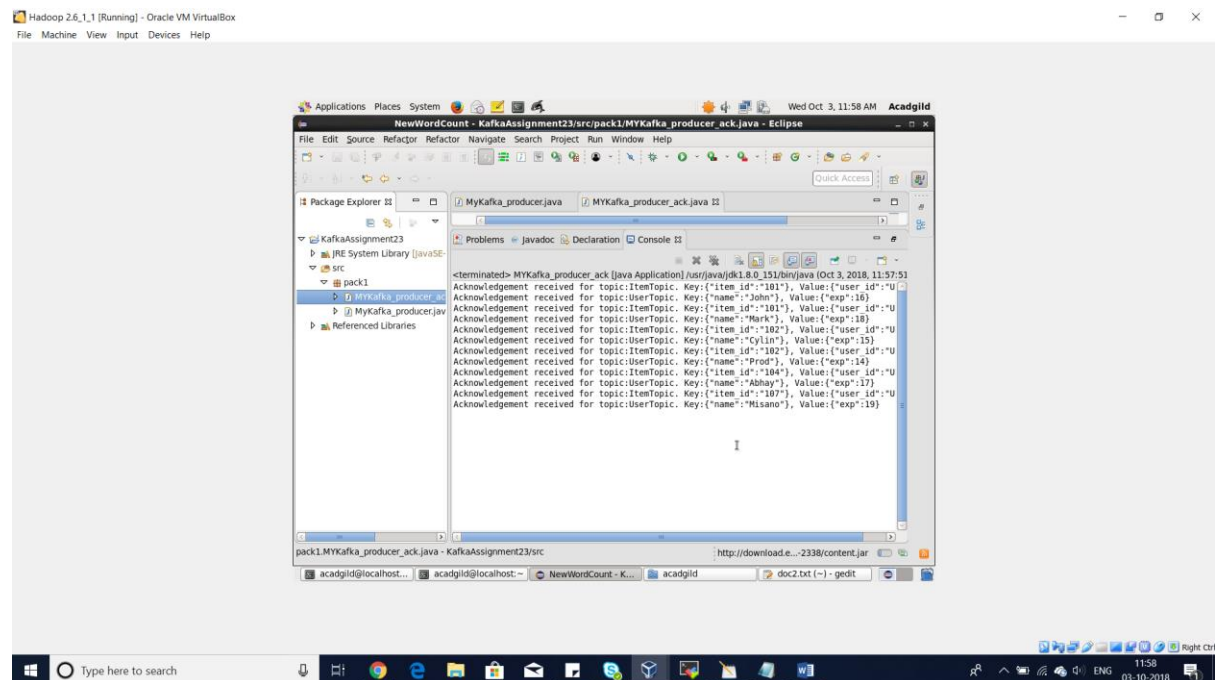 Hadoop 2.6_1_1 [Running] - Oracle VM VirtualBox
File Machine View Input Devices Help
Applications Places System
Wed Oct 3, 11:58 AM Acadgild
NewWordCount - KafkaAssignment23/src/pack1/MYKafka_producer_ack.java - Eclipse
File Edit Source Refactor Refactor Navigate Search Project Run Window Help
Quick Access
Package Explorer
MyKafka_producer.java
MYKafka_producer_ack.java
KafkaAssignment23
JRE System Library [JavaSE-
src
pack1
MYKafka_producer_ac
MyKafka_producer.jav
Referenced Libraries
Problems Javadoc Declaration Console
<terminated> MYKafka_producer_ack [Java Application] /usr/java/jdk1.8.0_151/bin/java (Oct 3, 2018, 11:57:51
Acknowledgement received for topic:ItemTopic. Key:{"item_id":"101"}, Value:{"user_id":"U
Acknowledgement received for topic:UserTopic. Key:{"name":"John"}, Value:{"exp":16}
Acknowledgement received for topic:ItemTopic. Key:{"item_id":"101"}, Value:{"user_id":"U
Acknowledgement received for topic:UserTopic. Key:{"name":"Mark"}, Value:{"exp":18}
Acknowledgement received for topic:ItemTopic. Key:{"item_id":"102"}, Value:{"user_id":"U
Acknowledgement received for topic:UserTopic. Key:{"name":"Cylin"}, Value:{"exp":15}
Acknowledgement received for topic:ItemTopic. Key:{"item_id":"102"}, Value:{"user_id":"U
Acknowledgement received for topic:UserTopic. Key:{"name":"Prod"}, Value:{"exp":14}
Acknowledgement received for topic:ItemTopic. Key:{"item_id":"104"}, Value:{"user_id":"U
Acknowledgement received for topic:UserTopic. Key:{"name":"Abhay"}, Value:{"exp":17}
Acknowledgement received for topic:ItemTopic. Key:{"item_id":"107"}, Value:{"user_id":"U
Acknowledgement received for topic:UserTopic. Key:{"name":"Misano"}, Value:{"exp":19}
pack1.MYKafka_producer_ack.java - KafkaAssignment23/src
http://download.e...-2338/content.jar
acadgild@localhost...
acadgild@localhost:~
NewWordCount - K...
acadgild
doc2.txt (~) - gedit
Right Ctrl
Type here to search
ENG
11:58
03-10-2018